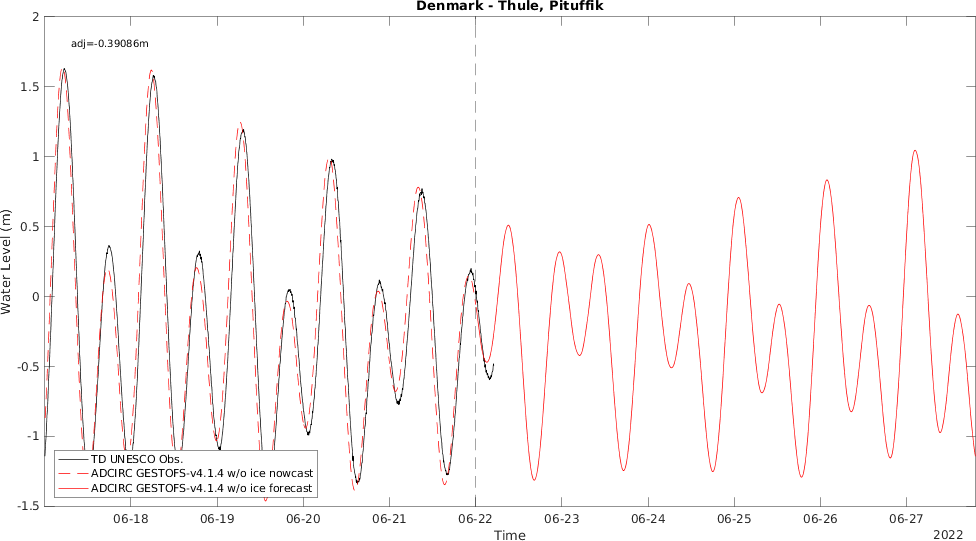 Denmark - Thule, Pituffik
adj=-0.39086m
2
1.5
1
0.5
0
-0.5
-1
-1.5
Water Level (m)
TD UNESCO Obs.
ADCIRC GESTOFS-v4.1.4 w/o ice nowcast
ADCIRC GESTOFS-v4.1.4 w/o ice forecast
06-18 06-19 06-20 06-21 06-22 06-23 06-24 06-25 06-26 06-27
Time
2022